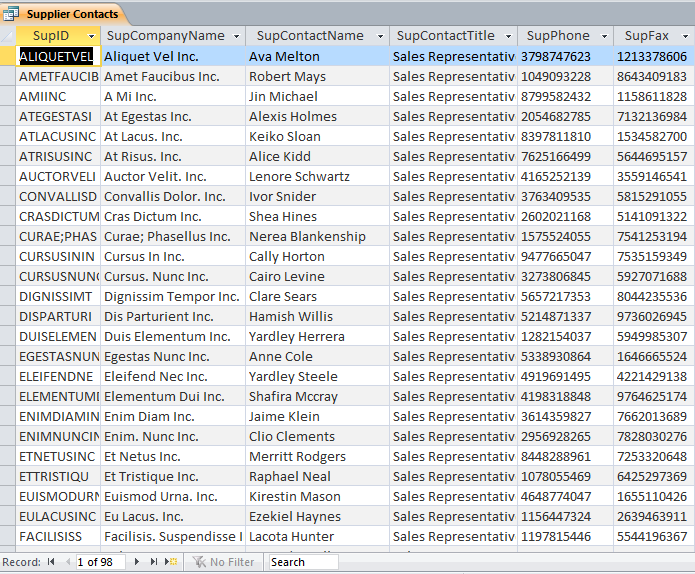 Supplier Contacts
SupID SupCompanyName SupContactName SupContactTitle SupPhone SupFax
ALIQUETVEL Aliquet Vel Inc. Ava Melton Sales Representativ 3798747623 1213378606
AMETFAUCIB Amet Faucibus Inc. Robert Mays Sales Representativ 1049093228 8643409183
AMIINC A Mi Inc. Jin Michael Sales Representativ 8799582432 1158611828
ATEGESTASI At Egestas Inc. Alexis Holmes Sales Representativ 2054682785 7132136984
ATLACUSINC At Lacus. Inc. Keiko Sloan Sales Representativ 8397811810 1534582700
ATRISUSINC At Risus. Inc. Alice Kidd Sales Representativ 7625166499 5644695157
AUCTORVELI Auctor Velit. Inc. Lenore Schwartz Sales Representativ 4165252139 3559146541
CONVALLISD Convallis Dolor. Inc. Ivor Snider Sales Representativ 3763409535 5815291055
CRASDICTUM Cras Dictum Inc. Shea Hines Sales Representativ 2602021168 5141091322
CURAE;PHAS Curae; Phasellus Inc. Nerea Blankenship Sales Representativ 1575524055 7541253194
CURSUSININ Cursus In Inc. Cally Horton Sales Representativ 9477665047 7535159349
CURSUSNUNC Cursus. Nunc Inc. Cairo Levine Sales Representativ 3273806845 5927071688
DIGNISSIMT Dignissim Tempor Inc. Clare Sears Sales Representativ 5657217353 8044235536
DISPARTURI Dis Parturient Inc. Hamish Willis Sales Representativ 5214871337 9736026945
DUISELEMEN Duis Elementum Inc. Yardley Herrera Sales Representativ 1282154037 5949985307
EGESTASNUN Egestas Nunc Inc. Anne Cole Sales Representativ 5338930864 1646665524
ELEIFENDNE Eleifend Nec Inc. Yardley Steele Sales Representativ 4919691495 4221429138
ELEMENTUMD Elementum Dui Inc. Shafira Mccray Sales Representativ 4198318848 9764625174
ENIMDIAMIN Enim Diam Inc. Jaime Klein Sales Representativ 3614359827 7662013689
ENIMNUNCIN Enim. Nunc Inc. Clio Clements Sales Representativ 2956928265 7828030276
ETNETUSINC Et Netus Inc. Merritt Rodgers Sales Representativ 8448288961 7253320648
ETTRISTIQU Et Tristique Inc. Raphael Neal Sales Representativ 1078055469 6425297369
EUISMODURN Euismod Urna. Inc. Kirestin Mason Sales Representativ 4648774047 1655110426
EULACUSINC Eu Lacus. Inc. Ezekiel Haynes Sales Representativ 1156447324 2639463911
FACILISISS Facilisis. Suspendisse I Lacota Hunter Sales Representativ 1197815446 5544196367
Record: 1 of 98 No Filter Search